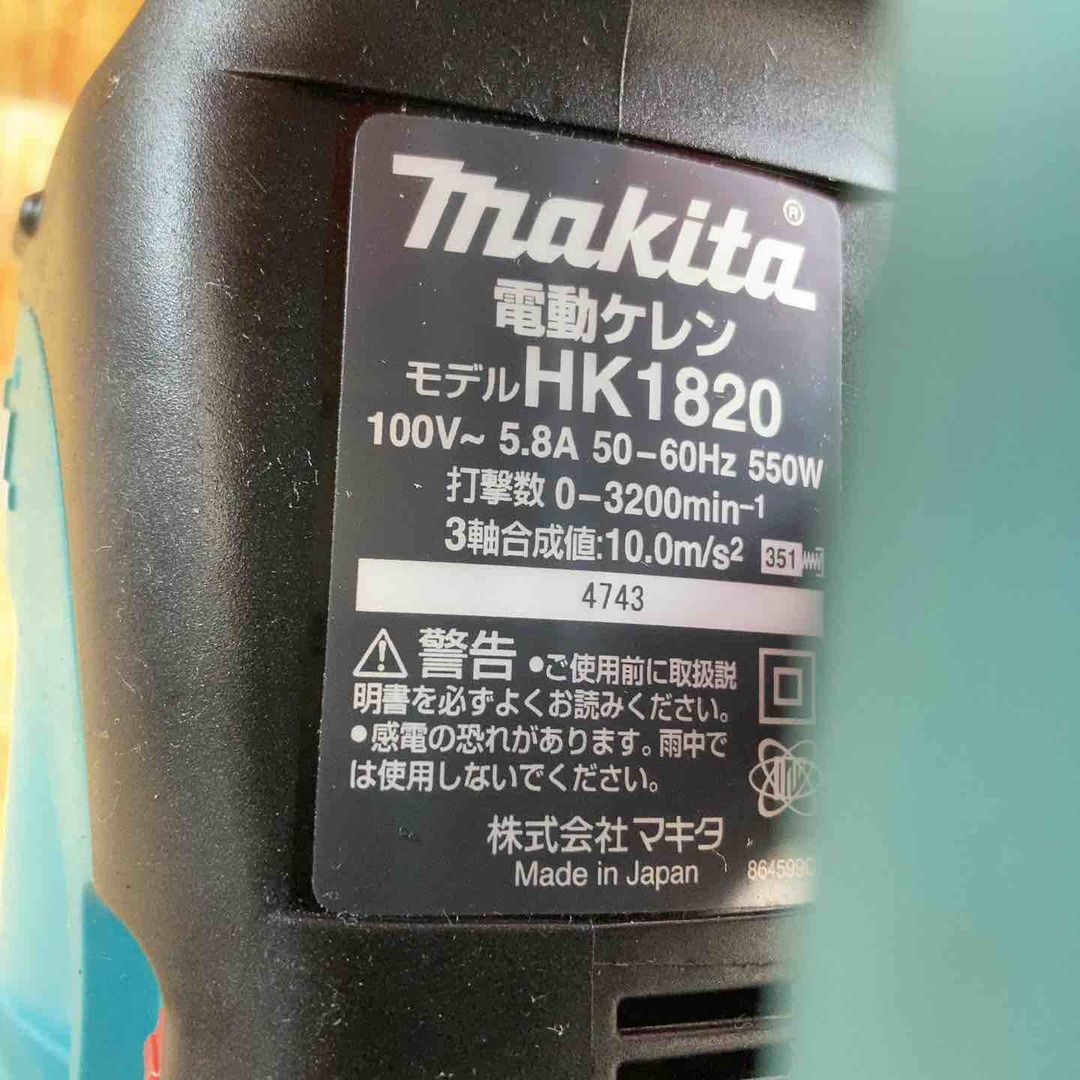 makita®
電動ケレン
モデルHK1820
100V~ 5.8A 50-60Hz 550W
打撃数 0-3200min-1
3軸合成値:10.0m/s² 351
4743
警告 •ご使用前に取扱説
明書を必ずよくお読みください。
•感電の恐れがあります。雨中で
は使用しないでください。
株式会社マキタ
Made in Japan